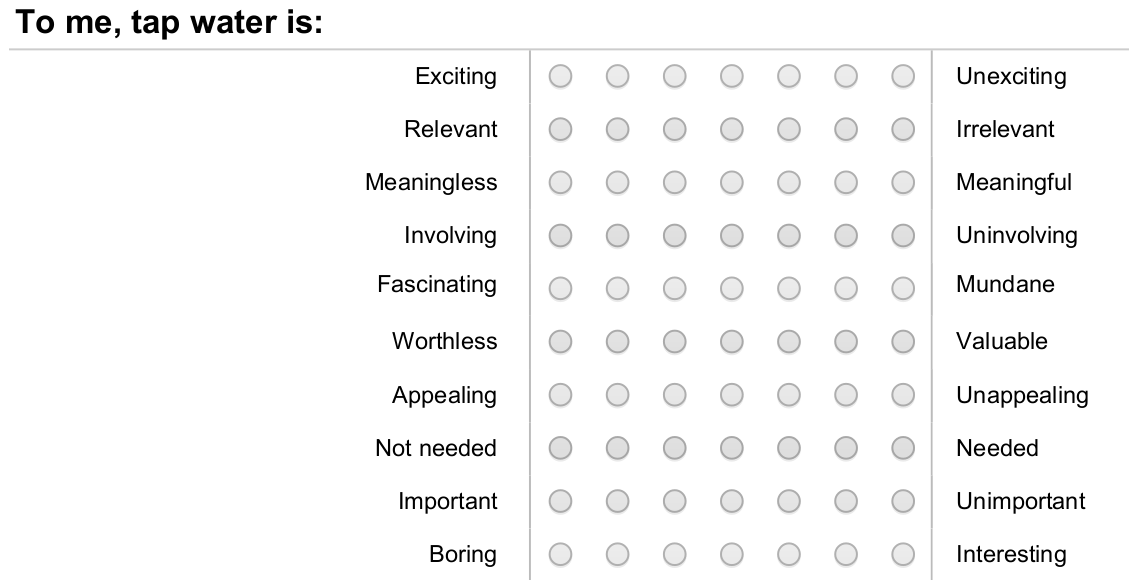 To me, tap water is:
Exciting Unexciting
Relevant Irrelevant
Meaningless Meaningful
Involving Uninvolving
Fascinating Mundane
Worthless Valuable
Appealing Unappealing
Not needed Needed
Important Unimportant
Boring Interesting